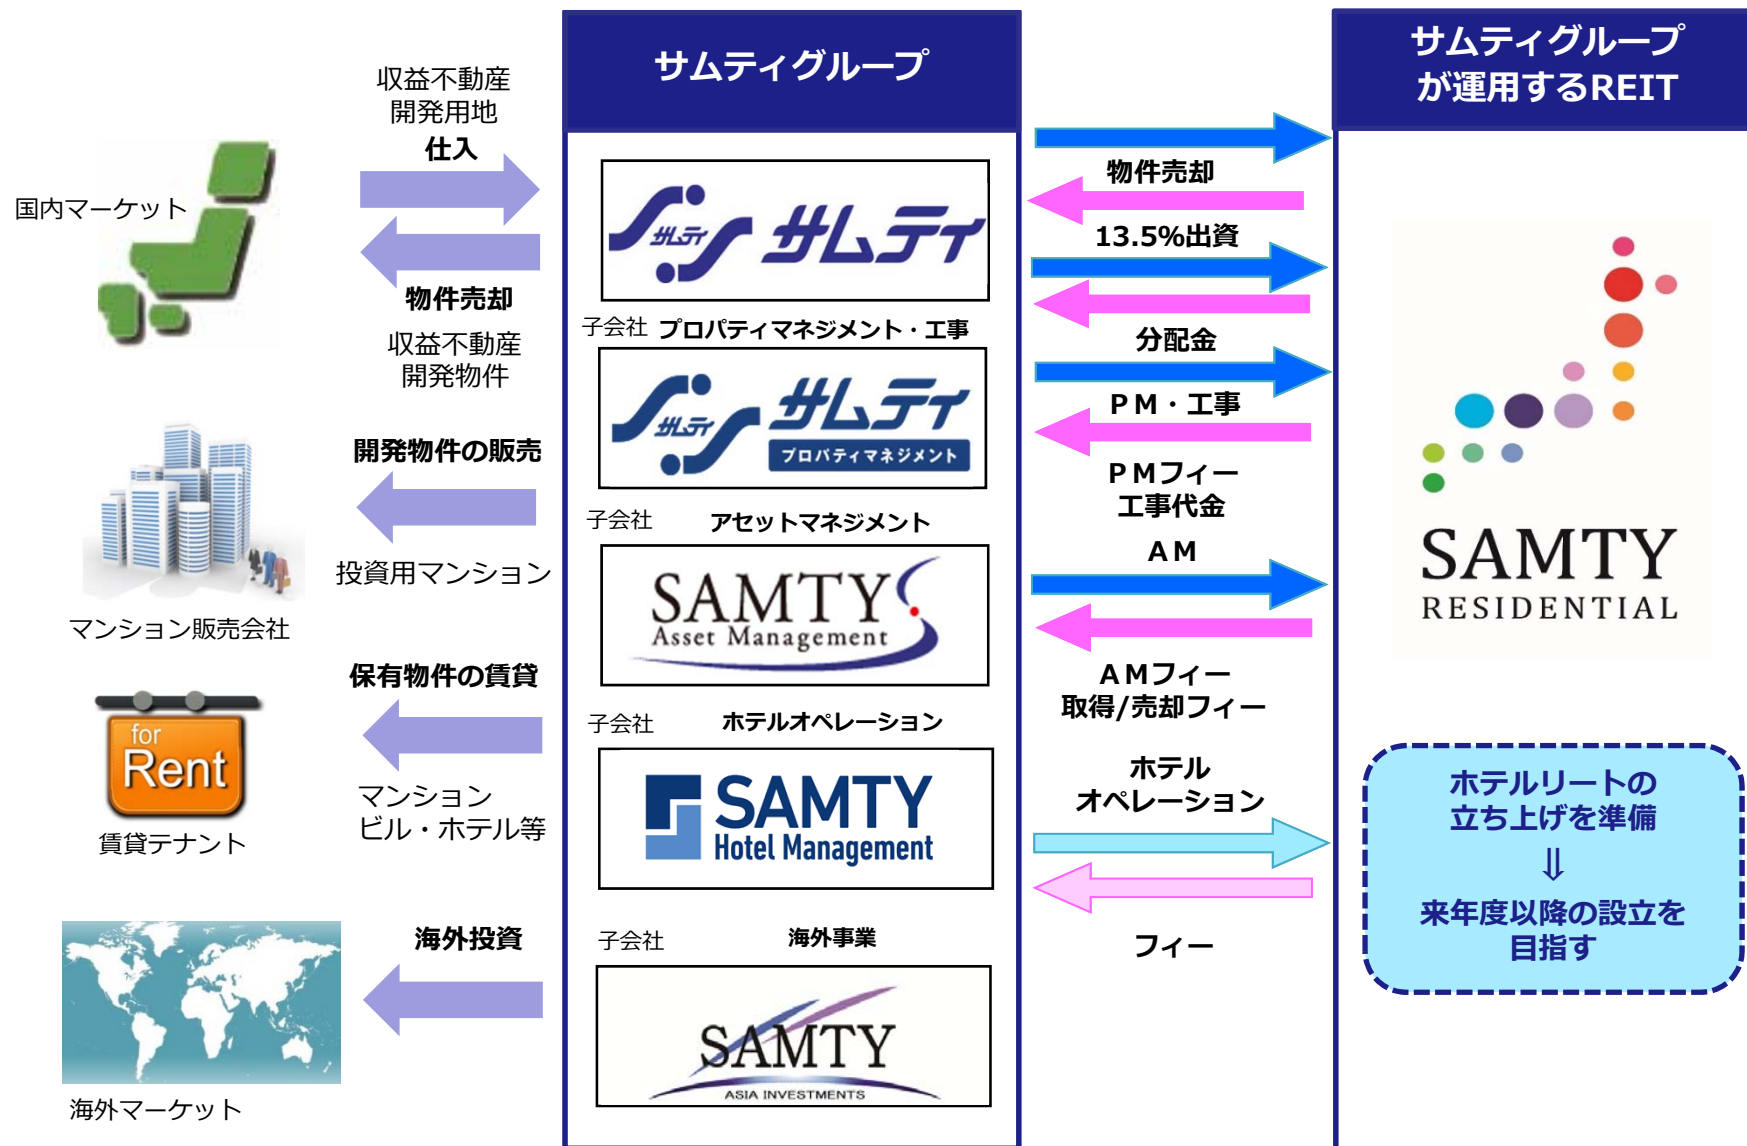 サムティグループ
サムティグループ
が運用するREIT
収益不動産
開発用地
仕入
国内マーケット
物件売却
収益不動産
開発物件
開発物件の販売
投資用マンション
マンション販売会社
保有物件の賃貸
for
Rent
マンション
ビル・ホテル等
賃貸テナント
海外投資
海外マーケット
サムティ サムティ
子会社 プロパティマネジメント・工事
サムティ サムティ
プロパティマネジメント
子会社 アセットマネジメント
SAMTY
Asset Management
子会社 ホテルオペレーション
SAMTY
Hotel Management
子会社 海外事業
SAMTY
ASIA INVESTMENTS
物件売却
13.5%出資
分配金
ＰＭ・工事
ＰＭフィー
工事代金
ＡＭ
ＡＭフィー
取得/売却フィー
ホテル
オペレーション
フィー
SAMTY
RESIDENTIAL
ホテルリートの
立ち上げを準備
⇓
来年度以降の設立を
目指す